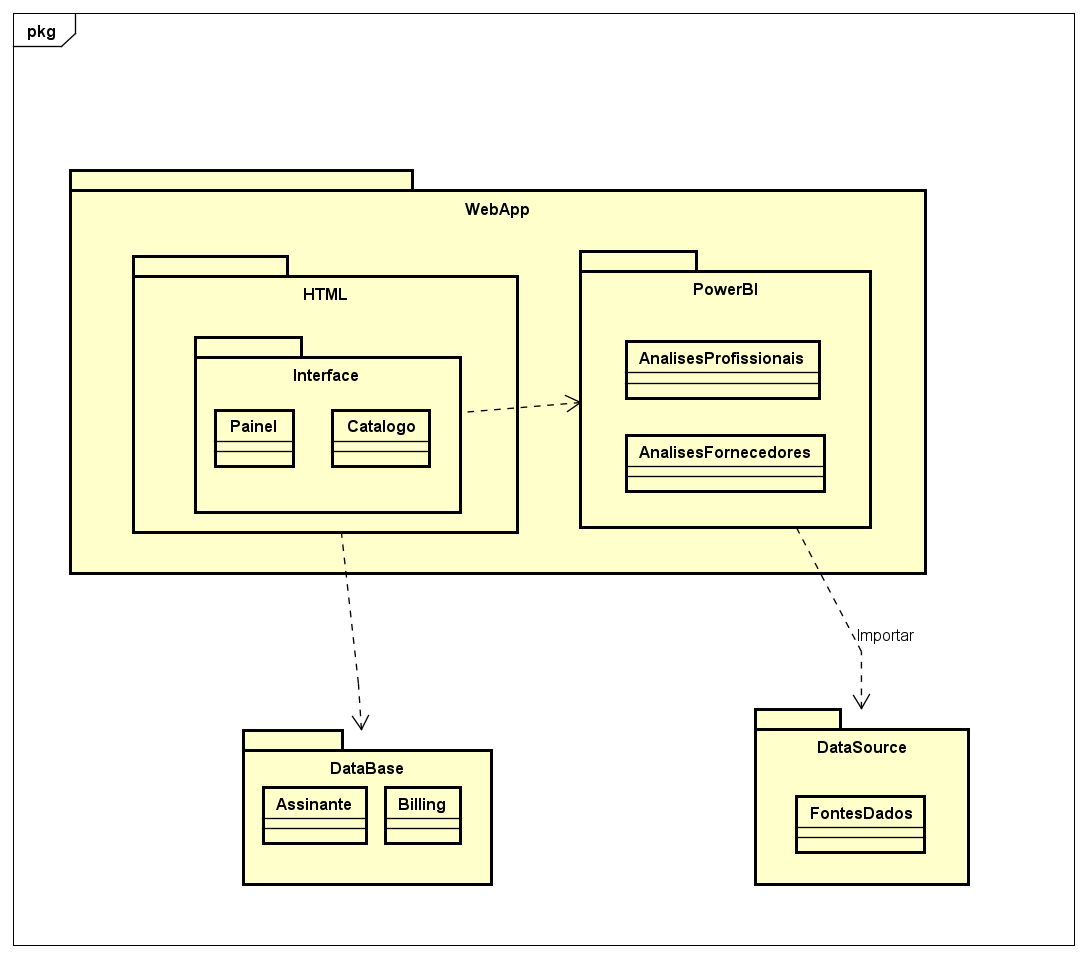 pkg
WebApp
HTML
Interface
Painel
Catalogo
PowerBI
AnalisesProfissionais
AnalisesFornecedores
Importar
DataBase
Assinante
Billing
DataSource
FontesDados